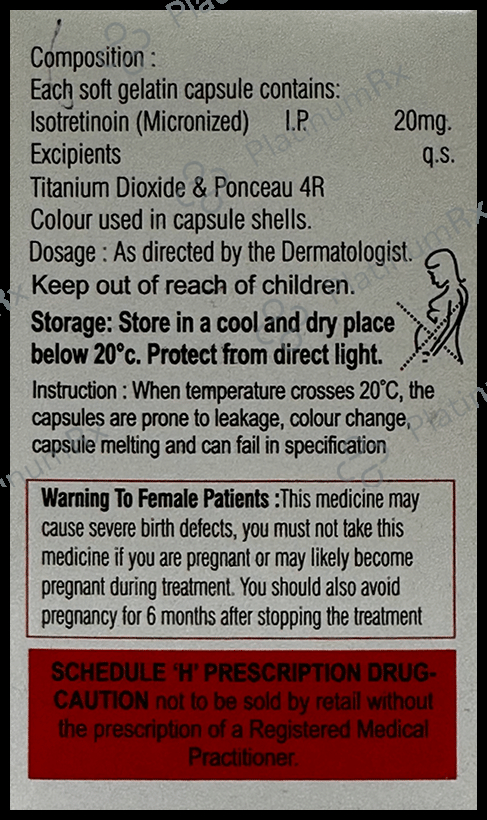 Composition :
Each soft gelatin capsule contains:
Isotretinoin (Micronized) I.P. 20mg.
Excipients q.s.
Titanium Dioxide & Ponceau 4R
Colour used in capsule shells.
Dosage : As directed by the Dermatologist.
Keep out of reach of children.
Storage: Store in a cool and dry place
below 20°c. Protect from direct light.
Instruction : When temperature crosses 20°C, the
capsules are prone to leakage, colour change,
capsule melting and can fail in specification
Warning To Female Patients :This medicine may
cause severe birth defects, you must not take this
medicine if you are pregnant or may likely become
pregnant during treatment. You should also avoid
pregnancy for 6 months after stopping the treatment
SCHEDULE 'H' PRESCRIPTION DRUG-
CAUTION not to be sold by retail without
the prescription of a Registered Medical
Practitioner.
PlatinumRx
PlatinumRx
PlatinumRx